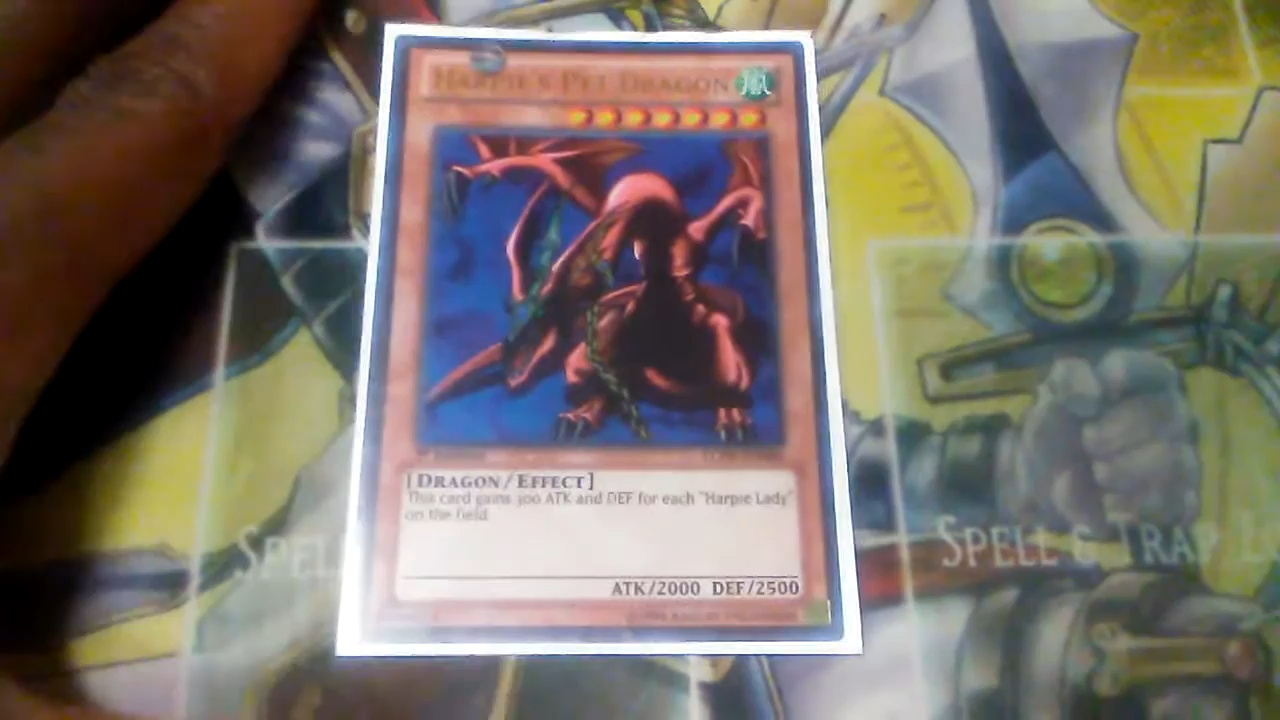 HARPIE'S PET DRAGON
[DRAGON/EFFECT]
This card gains 300 ATK and DEF for each "Harpie Lady"
on the field.
ATK/2000 DEF/2500
SPELL
SPELL & TRAP